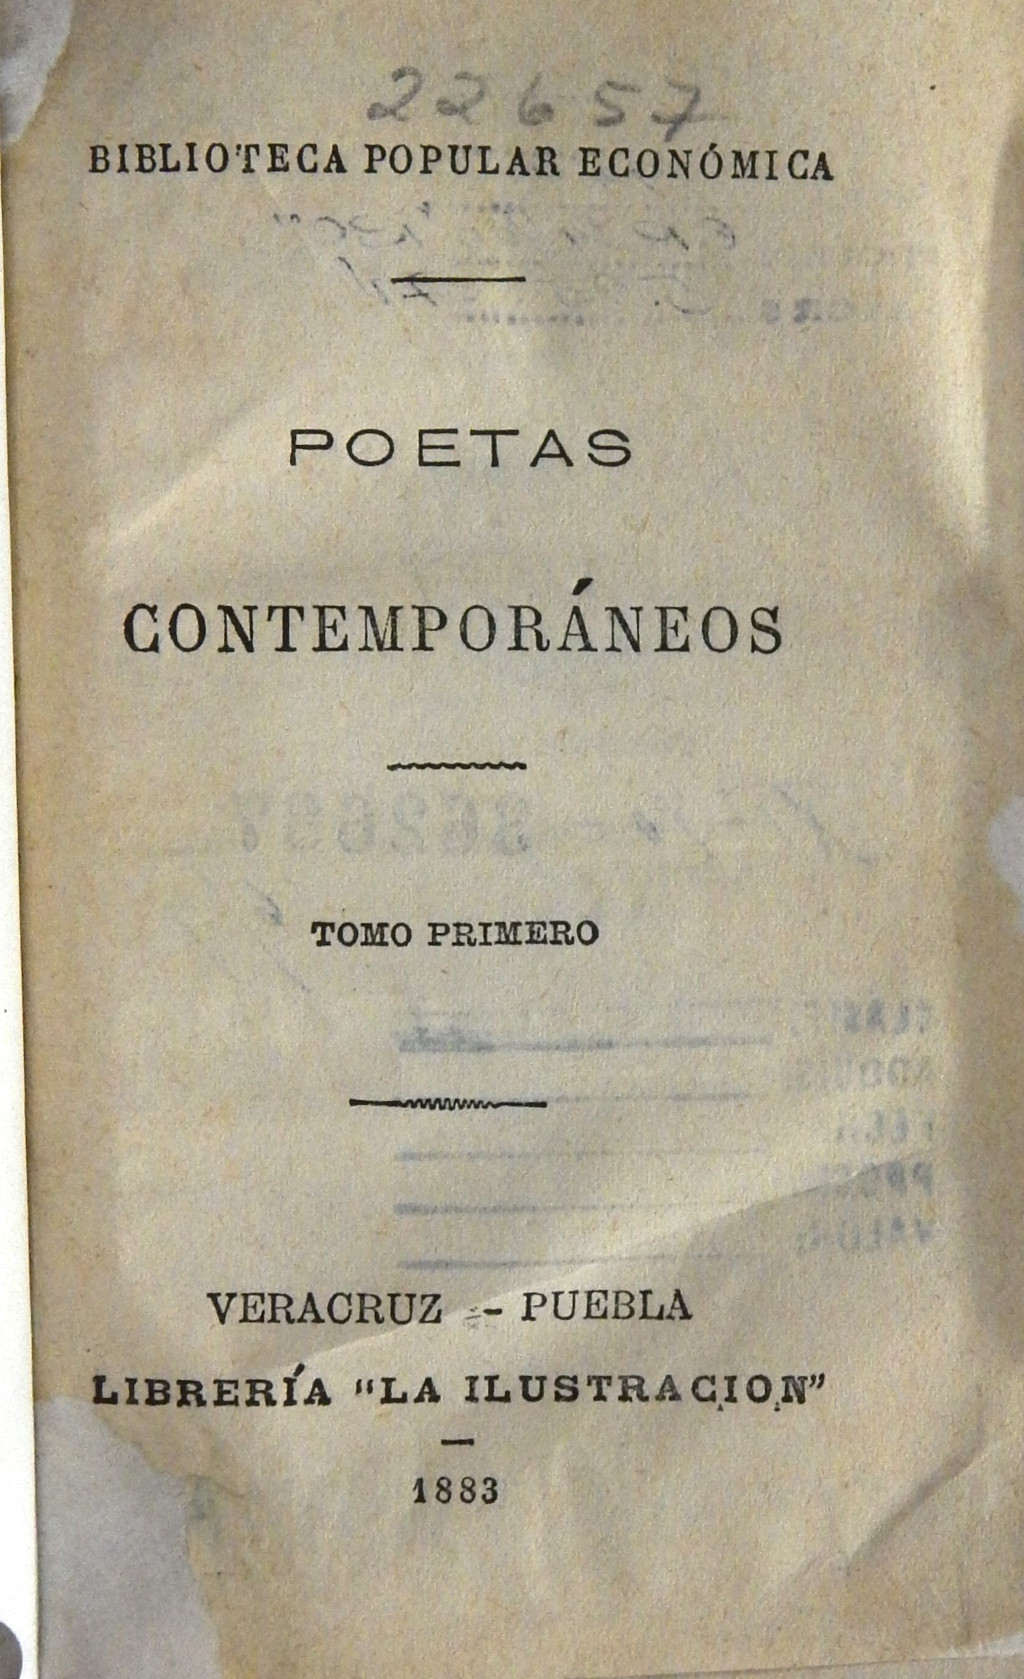 22657
BIBLIOTECA POPULAR ECONÓMICA
POETAS
CONTEMPORÁNEOS
TOMO PRIMERO
VERACRUZ - PUEBLA
LIBRERÍA "LA ILUSTRACION"
1883